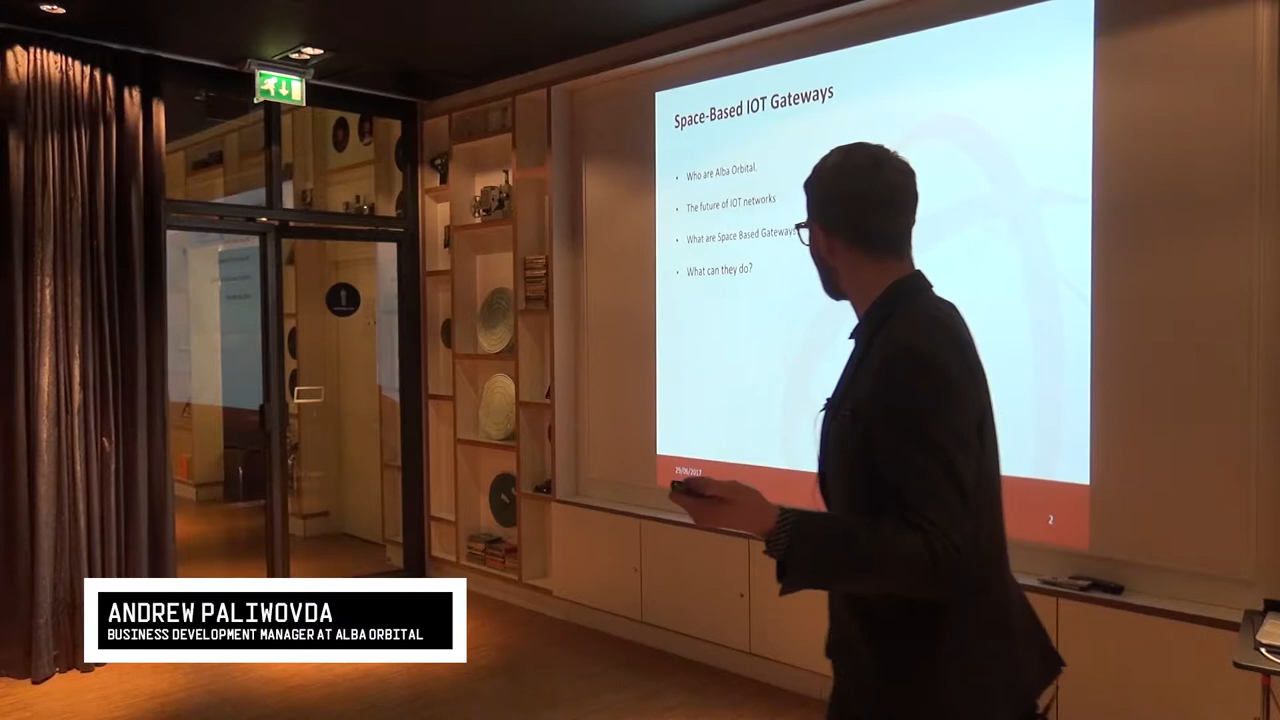 Space-Based IOT Gateways
• Who are Alba Orbital.
• The future of IOT networks
• What are Space Based Gateways
• What can they do?
29/06/2017
2
ANDREW PALIWOVDA
BUSINESS DEVELOPMENT MANAGER AT ALBA ORBITAL